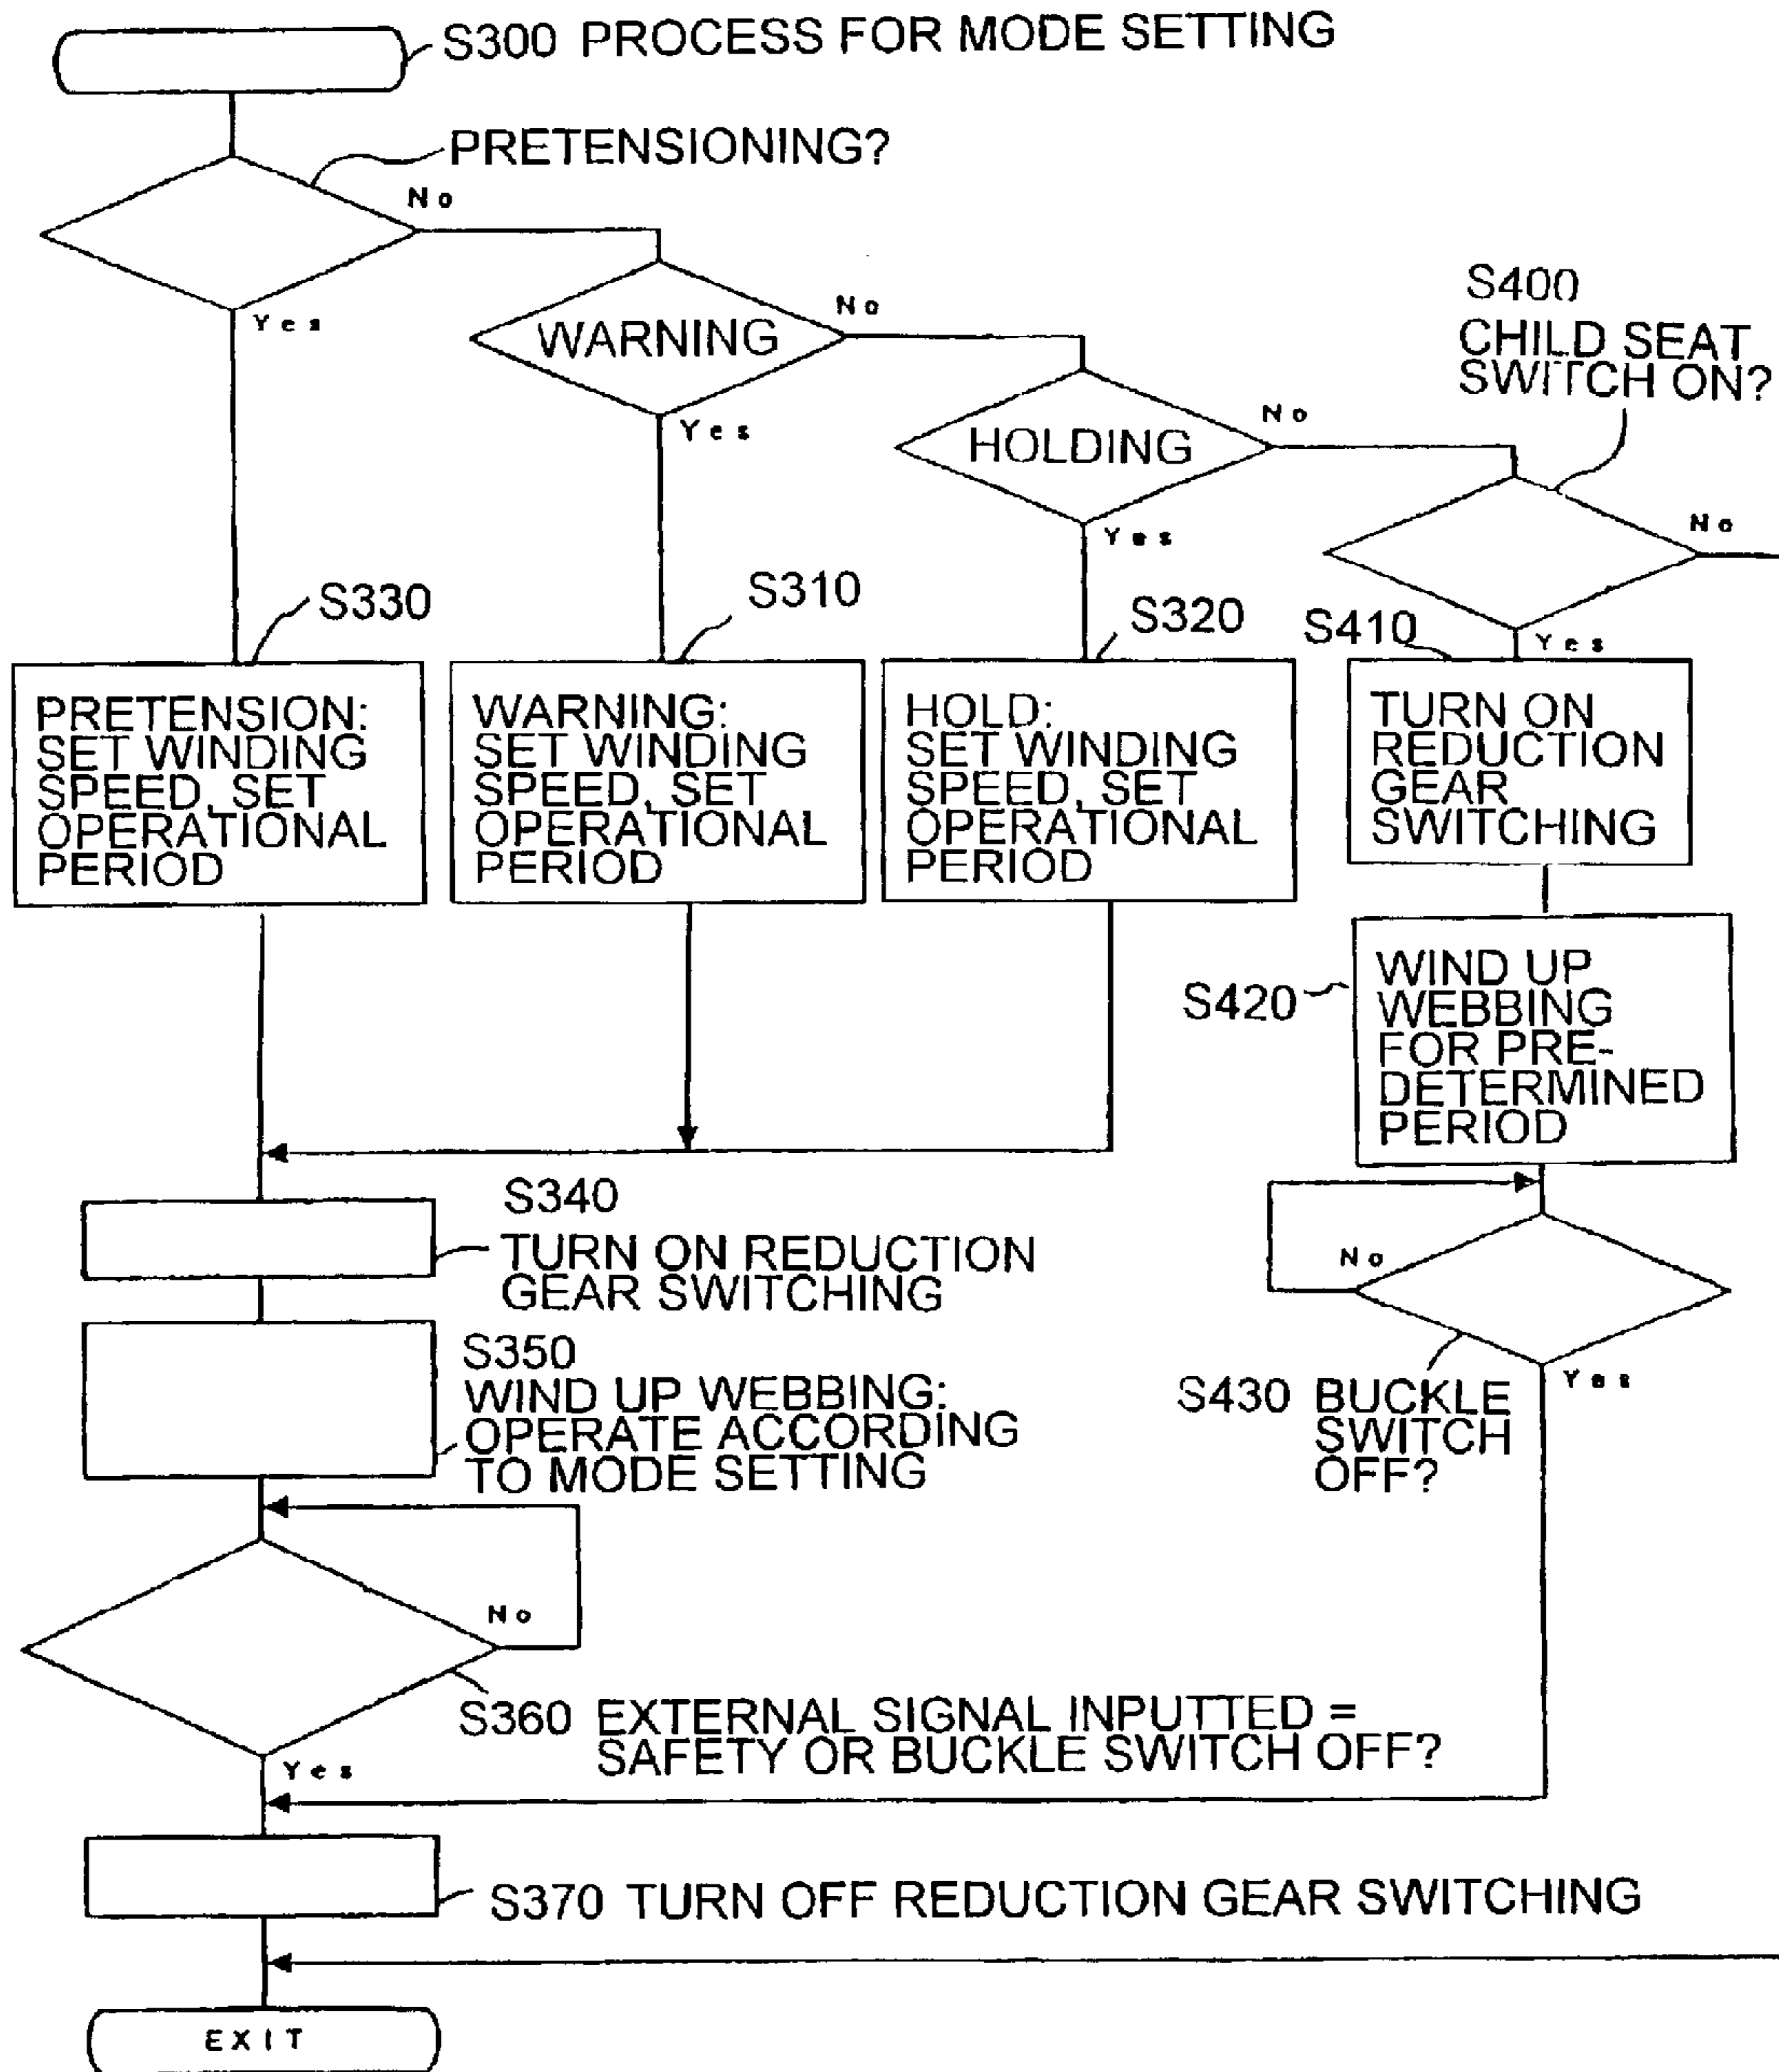 S300 PROCESS FOR MODE SETTING
PRETENSIONING?
No
Yes
WARNING
No
Yes
HOLDING
No
Yes
S400
CHILD SEAT
SWITCH ON?
No
Yes
S330
S310
S320
S410
PRETENSION:
SET WINDING
SPEED, SET
OPERATIONAL
PERIOD
WARNING:
SET WINDING
SPEED, SET
OPERATIONAL
PERIOD
HOLD:
SET WINDING
SPEED, SET
OPERATIONAL
PERIOD
TURN ON
REDUCTION
GEAR
SWITCHING
S420
WIND UP
WEBBING
FOR PRE-
DETERMINED
PERIOD
S340
TURN ON REDUCTION
GEAR SWITCHING
No
Yes
S430 BUCKLE
SWITCH
OFF?
S350
WIND UP WEBBING:
OPERATE ACCORDING
TO MODE SETTING
No
Yes
S360 EXTERNAL SIGNAL INPUTTED =
SAFETY OR BUCKLE SWITCH OFF?
S370 TURN OFF REDUCTION GEAR SWITCHING
EXIT